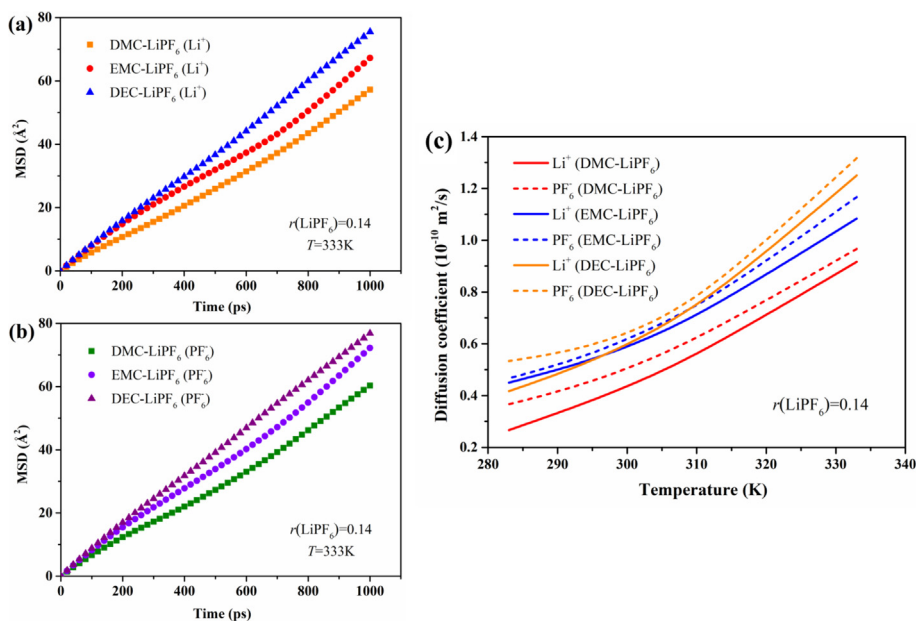 (a)
80
60
40
20
0
MSD (Å²)
DMC-LiPF₆ (Li⁺)
EMC-LiPF₆ (Li⁺)
DEC-LiPF₆ (Li⁺)
r(LiPF₆)=0.14
T=333K
0 200 400 600 800 1000
Time (ps)
(b)
80
60
40
20
0
MSD (Å²)
DMC-LiPF₆ (PF₆⁻)
EMC-LiPF₆ (PF₆⁻)
DEC-LiPF₆ (PF₆⁻)
r(LiPF₆)=0.14
T=333K
0 200 400 600 800 1000
Time (ps)
(c)
1.4
1.2
1.0
0.8
0.6
0.4
0.2
Diffusion coefficient (10⁻¹⁰ m²/s)
Li⁺ (DMC-LiPF₆)
PF₆⁻ (DMC-LiPF₆)
Li⁺ (EMC-LiPF₆)
PF₆⁻ (EMC-LiPF₆)
Li⁺ (DEC-LiPF₆)
PF₆⁻ (DEC-LiPF₆)
r(LiPF₆)=0.14
280 290 300 310 320 330 340
Temperature (K)